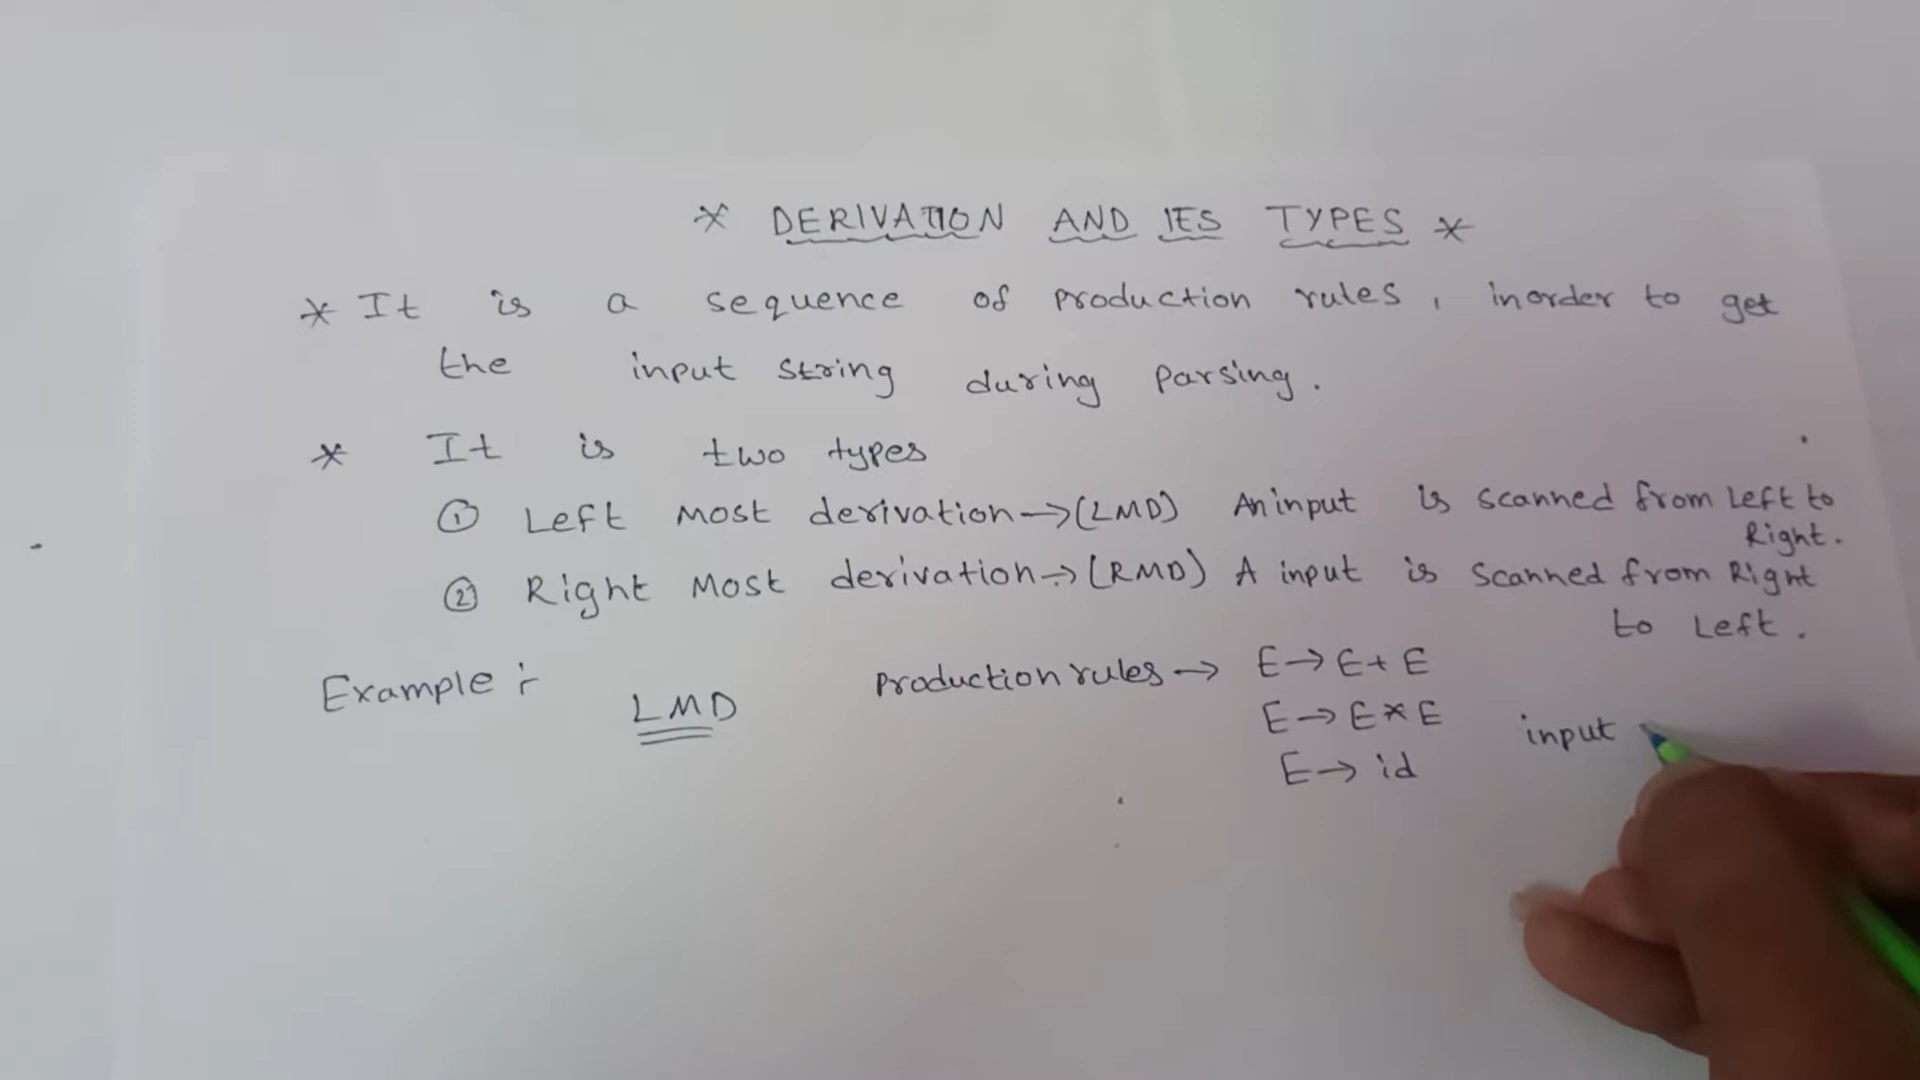 * DERIVATION AND ITS TYPES *
* It is a sequence of production rules, inorder to get
the input string during parsing.
* It is two types
① Left Most derivation → (LMD) An input is scanned from Left to
Right.
② Right Most derivation → (RMD) A input is scanned from Right
to Left.
Example :- LMD Production rules → E → E + E
E → E * E
E → id
input